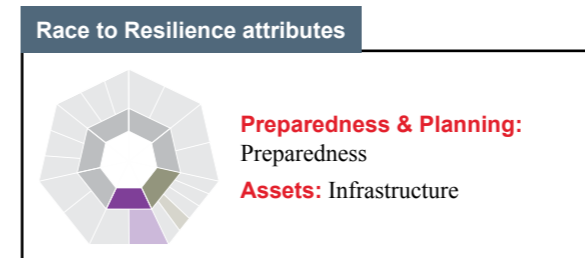 Race to Resilience attributes
Preparedness & Planning:
Preparedness
Assets: Infrastructure